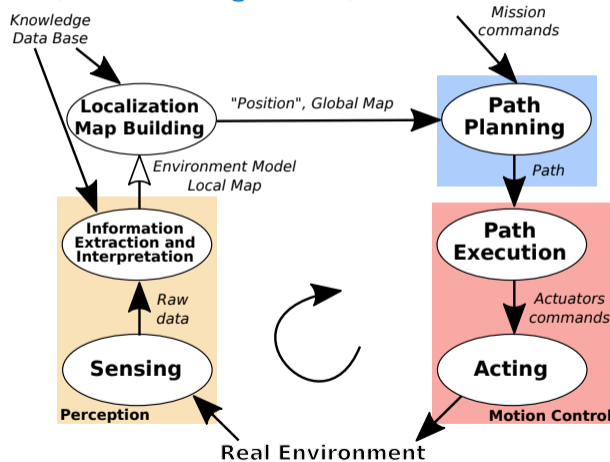 Knowledge
Data Base
Mission
commands
Localization
Map Building
"Position", Global Map
Path
Planning
Environment Model
Local Map
Path
Information
Extraction and
Interpretation
Path
Execution
Raw
data
Actuators
commands
Sensing
Acting
Perception
Motion Control
Real Environment